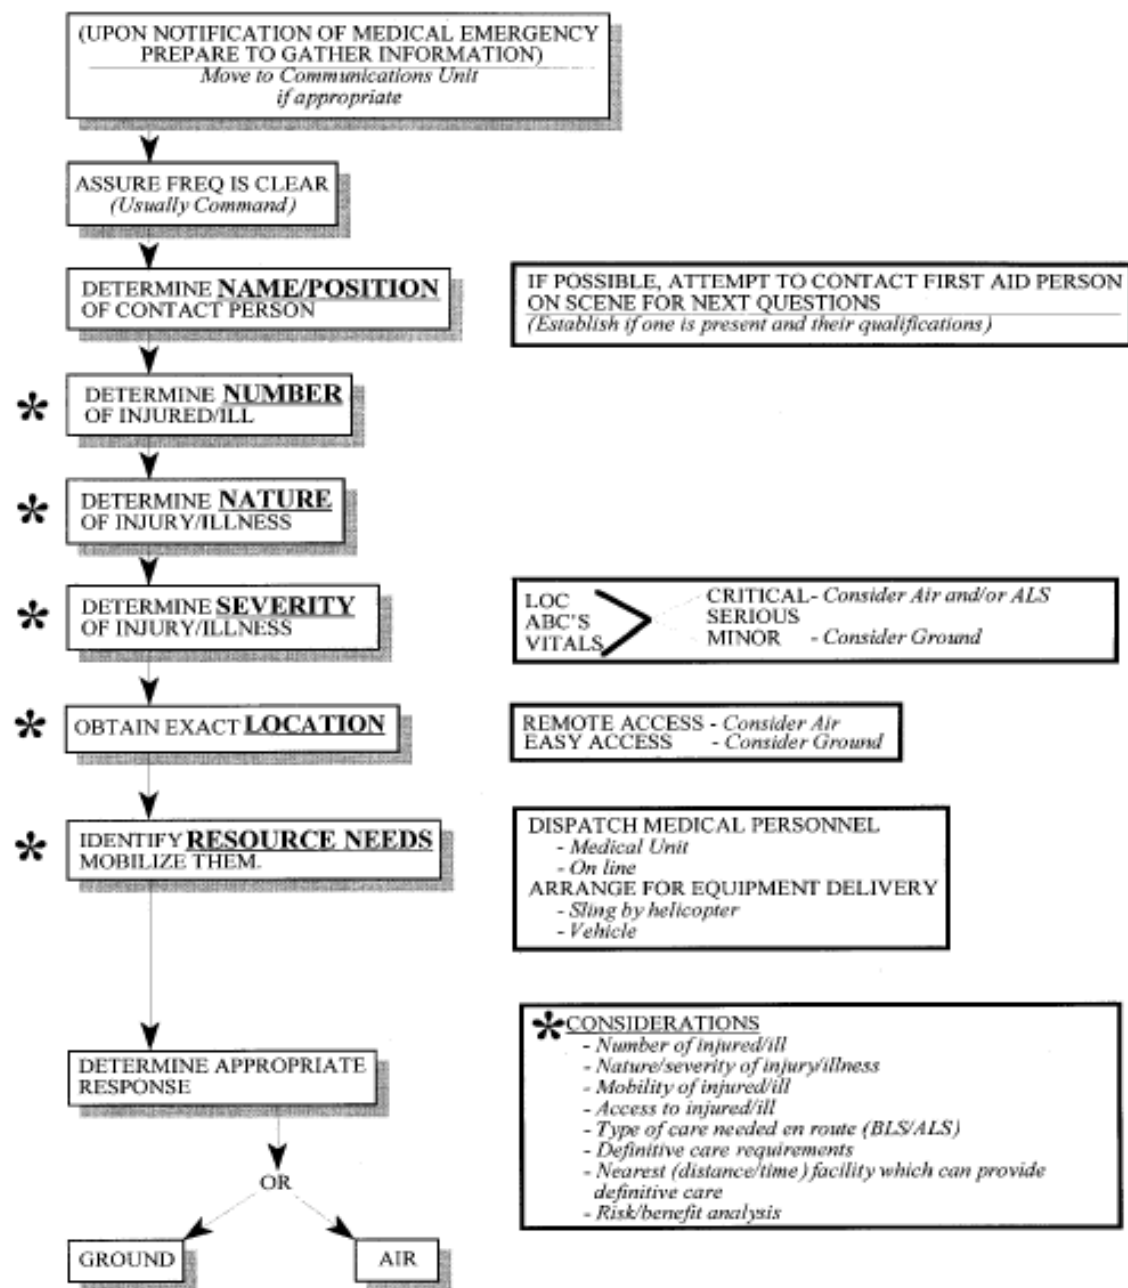 (UPON NOTIFICATION OF MEDICAL EMERGENCY
PREPARE TO GATHER INFORMATION)
Move to Communications Unit
if appropriate
ASSURE FREQ IS CLEAR
(Usually Command)
DETERMINE NAME/POSITION
OF CONTACT PERSON
IF POSSIBLE, ATTEMPT TO CONTACT FIRST AID PERSON
ON SCENE FOR NEXT QUESTIONS
(Establish if one is present and their qualifications)
* DETERMINE NUMBER
OF INJURED/ILL
* DETERMINE NATURE
OF INJURY/ILLNESS
* DETERMINE SEVERITY
OF INJURY/ILLNESS
LOC
ABC'S
VITALS
CRITICAL- Consider Air and/or ALS
SERIOUS
MINOR - Consider Ground
* OBTAIN EXACT LOCATION
REMOTE ACCESS - Consider Air
EASY ACCESS - Consider Ground
* IDENTIFY RESOURCE NEEDS
MOBILIZE THEM.
DISPATCH MEDICAL PERSONNEL
- Medical Unit
- On line
ARRANGE FOR EQUIPMENT DELIVERY
- Sling by helicopter
- Vehicle
DETERMINE APPROPRIATE
RESPONSE
* CONSIDERATIONS
- Number of injured/ill
- Nature/severity of injury/illness
- Mobility of injured/ill
- Access to injured/ill
- Type of care needed en route (BLS/ALS)
- Definitive care requirements
- Nearest (distance/time) facility which can provide
definitive care
- Risk/benefit analysis
OR
GROUND
AIR